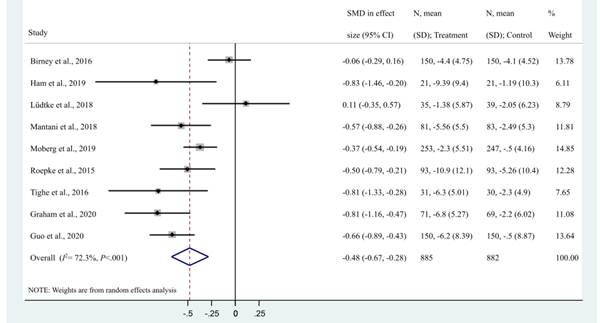 SMD in effect N, mean N, mean %
Study size (95% CI) (SD); Treatment (SD); Control Weight
Birney et al., 2016 -0.06 (-0.29, 0.16) 150, -4.4 (4.75) 150, -4.1 (4.52) 13.78
Ham et al., 2019 -0.83 (-1.46, -0.20) 21, -9.39 (9.4) 21, -1.19 (10.3) 6.11
Lüdtke et al., 2018 0.11 (-0.35, 0.57) 35, -1.38 (5.87) 39, -2.05 (6.23) 8.79
Mantani et al., 2018 -0.57 (-0.88, -0.26) 81, -5.56 (5.5) 83, -2.49 (5.3) 11.81
Moberg et al., 2019 -0.37 (-0.54, -0.19) 253, -2.3 (5.51) 247, -.5 (4.16) 14.85
Roepke et al., 2015 -0.50 (-0.79, -0.21) 93, -10.9 (12.1) 93, -5.26 (10.4) 12.28
Tighe et al., 2016 -0.81 (-1.33, -0.28) 31, -6.3 (5.01) 30, -2.3 (4.9) 7.65
Graham et al., 2020 -0.81 (-1.16, -0.47) 71, -6.8 (5.27) 69, -2.2 (6.02) 11.08
Guo et al., 2020 -0.66 (-0.89, -0.43) 150, -6.2 (8.39) 150, -.5 (8.87) 13.64
Overall (I²= 72.3%, P<.001) -0.48 (-0.67, -0.28) 885 882 100.00
NOTE: Weights are from random effects analysis
-.5 -.25 0 .25